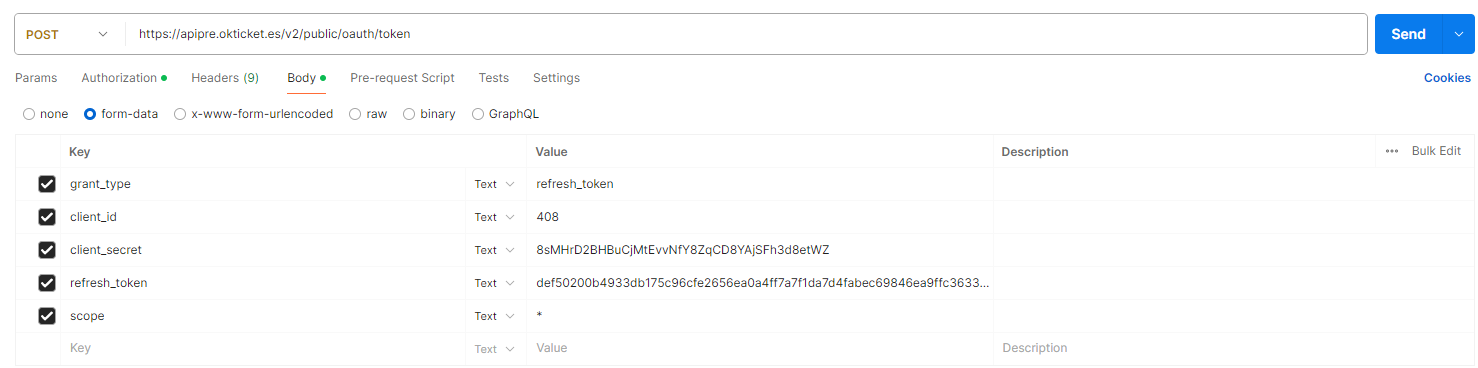 POST https://apipre.okticket.es/v2/public/oauth/token Send
Params Authorization Headers (9) Body Pre-request Script Tests Settings Cookies
none form-data x-www-form-urlencoded raw binary GraphQL
Key Value Description ••• Bulk Edit
grant_type Text refresh_token
client_id Text 408
client_secret Text 8sMHrD2BHBuCjMtEvvNfY8ZqCD8YAjSFh3d8etWZ
refresh_token Text def50200b4933db175c96cfe2656ea0a4ff7a7f1da7d4fabec69846ea9ffc3633...
scope Text *
Key Text Value Description